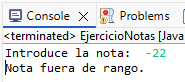 Console Problems
<terminated> EjercicioNotas [Java
Introduce la nota: -22
Nota fuera de rango.